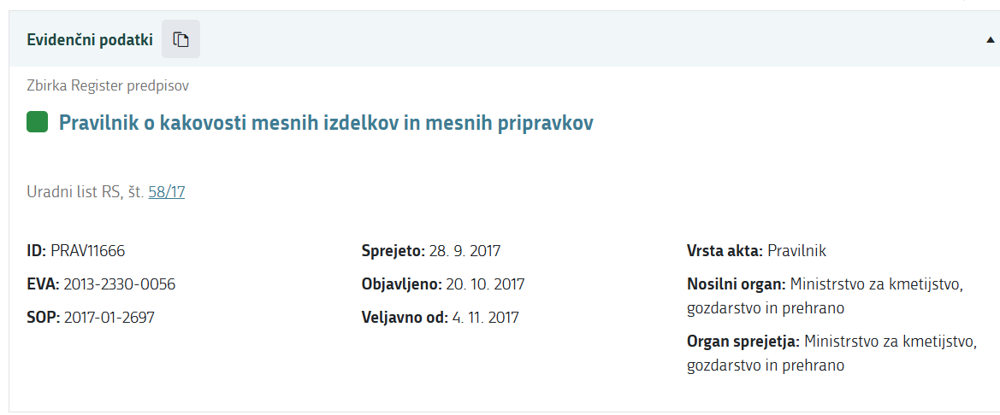 Evidenčni podatki
Zbirka Register predpisov
Pravilnik o kakovosti mesnih izdelkov in mesnih pripravkov
Uradni list RS, št. 58/17
ID: PRAV11666
EVA: 2013-2330-0056
SOP: 2017-01-2697
Sprejeto: 28. 9. 2017
Objavljeno: 20. 10. 2017
Veljavno od: 4. 11. 2017
Vrsta akta: Pravilnik
Nosilni organ: Ministrstvo za kmetijstvo,
gozdarstvo in prehrano
Organ sprejetja: Ministrstvo za kmetijstvo,
gozdarstvo in prehrano